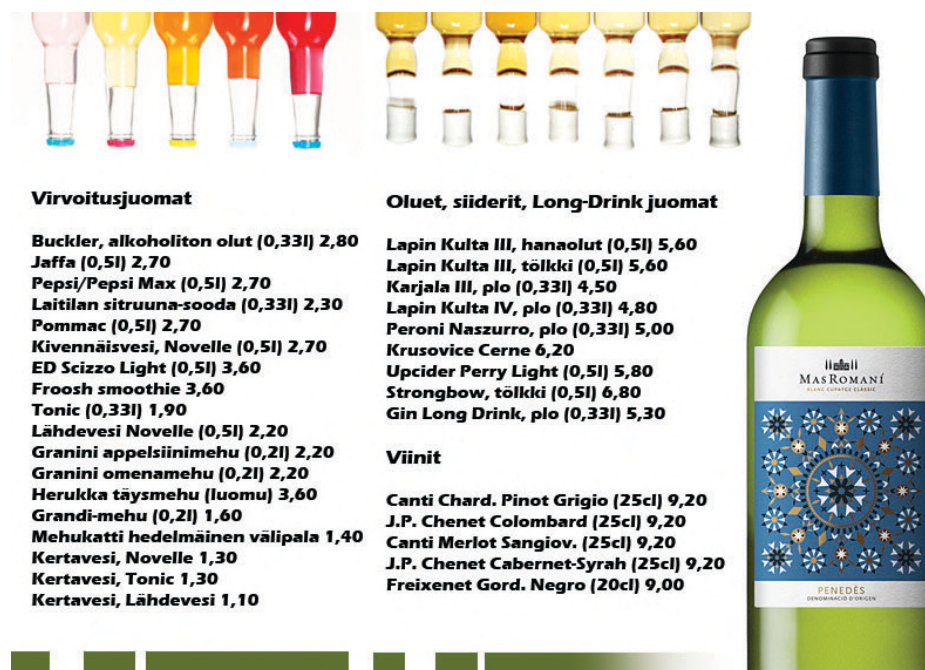 Virvoitusjuomat
Buckler, alkoholiton olut (0,33l) 2,80
Jaffa (0,5l) 2,70
Pepsi/Pepsi Max (0,5l) 2,70
Laitilan sitruuna-sooda (0,33l) 2,30
Pommac (0,5l) 2,70
Kivennäisvesi, Novelle (0,5l) 2,70
ED Scizzo Light (0,5l) 3,60
Froosh smoothie 3,60
Tonic (0,33l) 1,90
Lähdevesi Novelle (0,5l) 2,20
Granini appelsiinimehu (0,2l) 2,20
Granini omenamehu (0,2l) 2,20
Herukka täysmehu (luomu) 3,60
Grandi-mehu (0,2l) 1,60
Mehukatti hedelmäinen välipala 1,40
Kertavesi, Novelle 1,30
Kertavesi, Tonic 1,30
Kertavesi, Lähdevesi 1,10
Oluet, siiderit, Long-Drink juomat
Lapin Kulta III, hanaolut (0,5l) 5,60
Lapin Kulta III, tölkki (0,5l) 5,60
Karjala III, plo (0,33l) 4,50
Lapin Kulta IV, plo (0,33l) 4,80
Peroni Naszurro, plo (0,33l) 5,00
Krusovice Cerne 6,20
Upcider Perry Light (0,5l) 5,80
Strongbow, tölkki (0,5l) 6,80
Gin Long Drink, plo (0,33l) 5,30
Viinit
Canti Chard. Pinot Grigio (25cl) 9,20
J.P. Chenet Colombard (25cl) 9,20
Canti Merlot Sangiov. (25cl) 9,20
J.P. Chenet Cabernet-Syrah (25cl) 9,20
Freixenet Gord. Negro (20cl) 9,00
MASROMANÍ
BLANC CUPATGE CLÀSSIC
PENEDÈS
DENOMINACIÓ D'ORIGEN